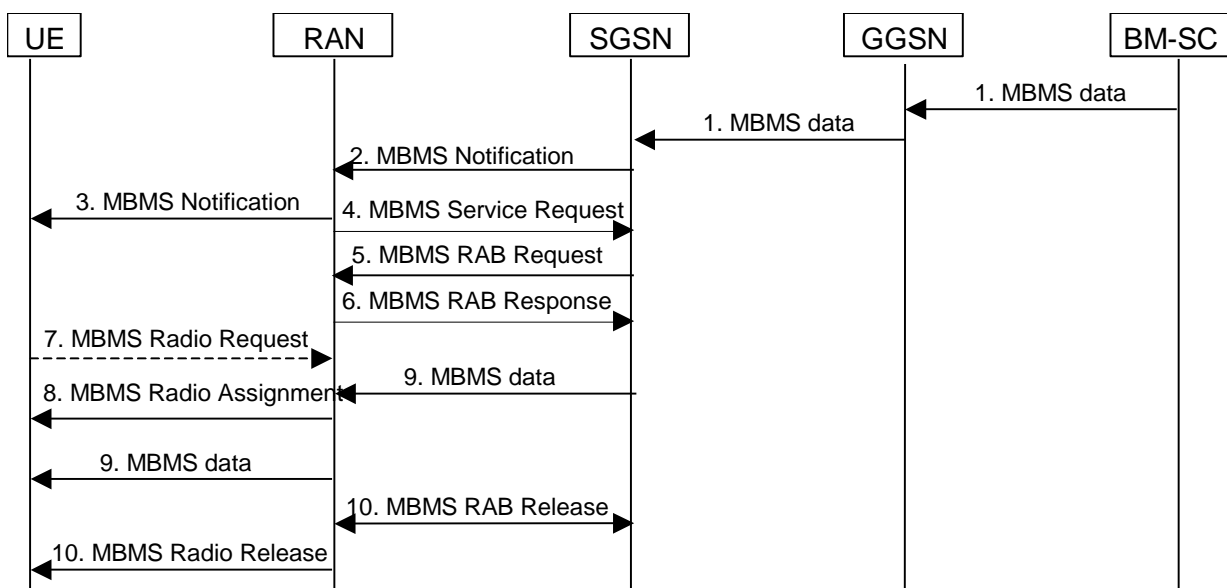 UE
RAN
SGSN
GGSN
BM-SC
1. MBMS data
1. MBMS data
2. MBMS Notification
3. MBMS Notification
4. MBMS Service Request
5. MBMS RAB Request
6. MBMS RAB Response
7. MBMS Radio Request
9. MBMS data
8. MBMS Radio Assignment
9. MBMS data
10. MBMS RAB Release
10. MBMS Radio Release